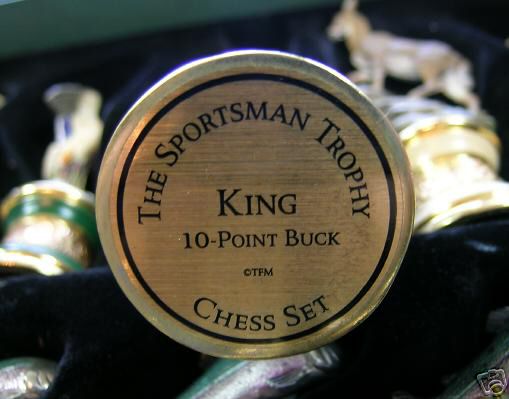 The Sportsman Trophy
King
10-Point Buck
©TFM
Chess Set